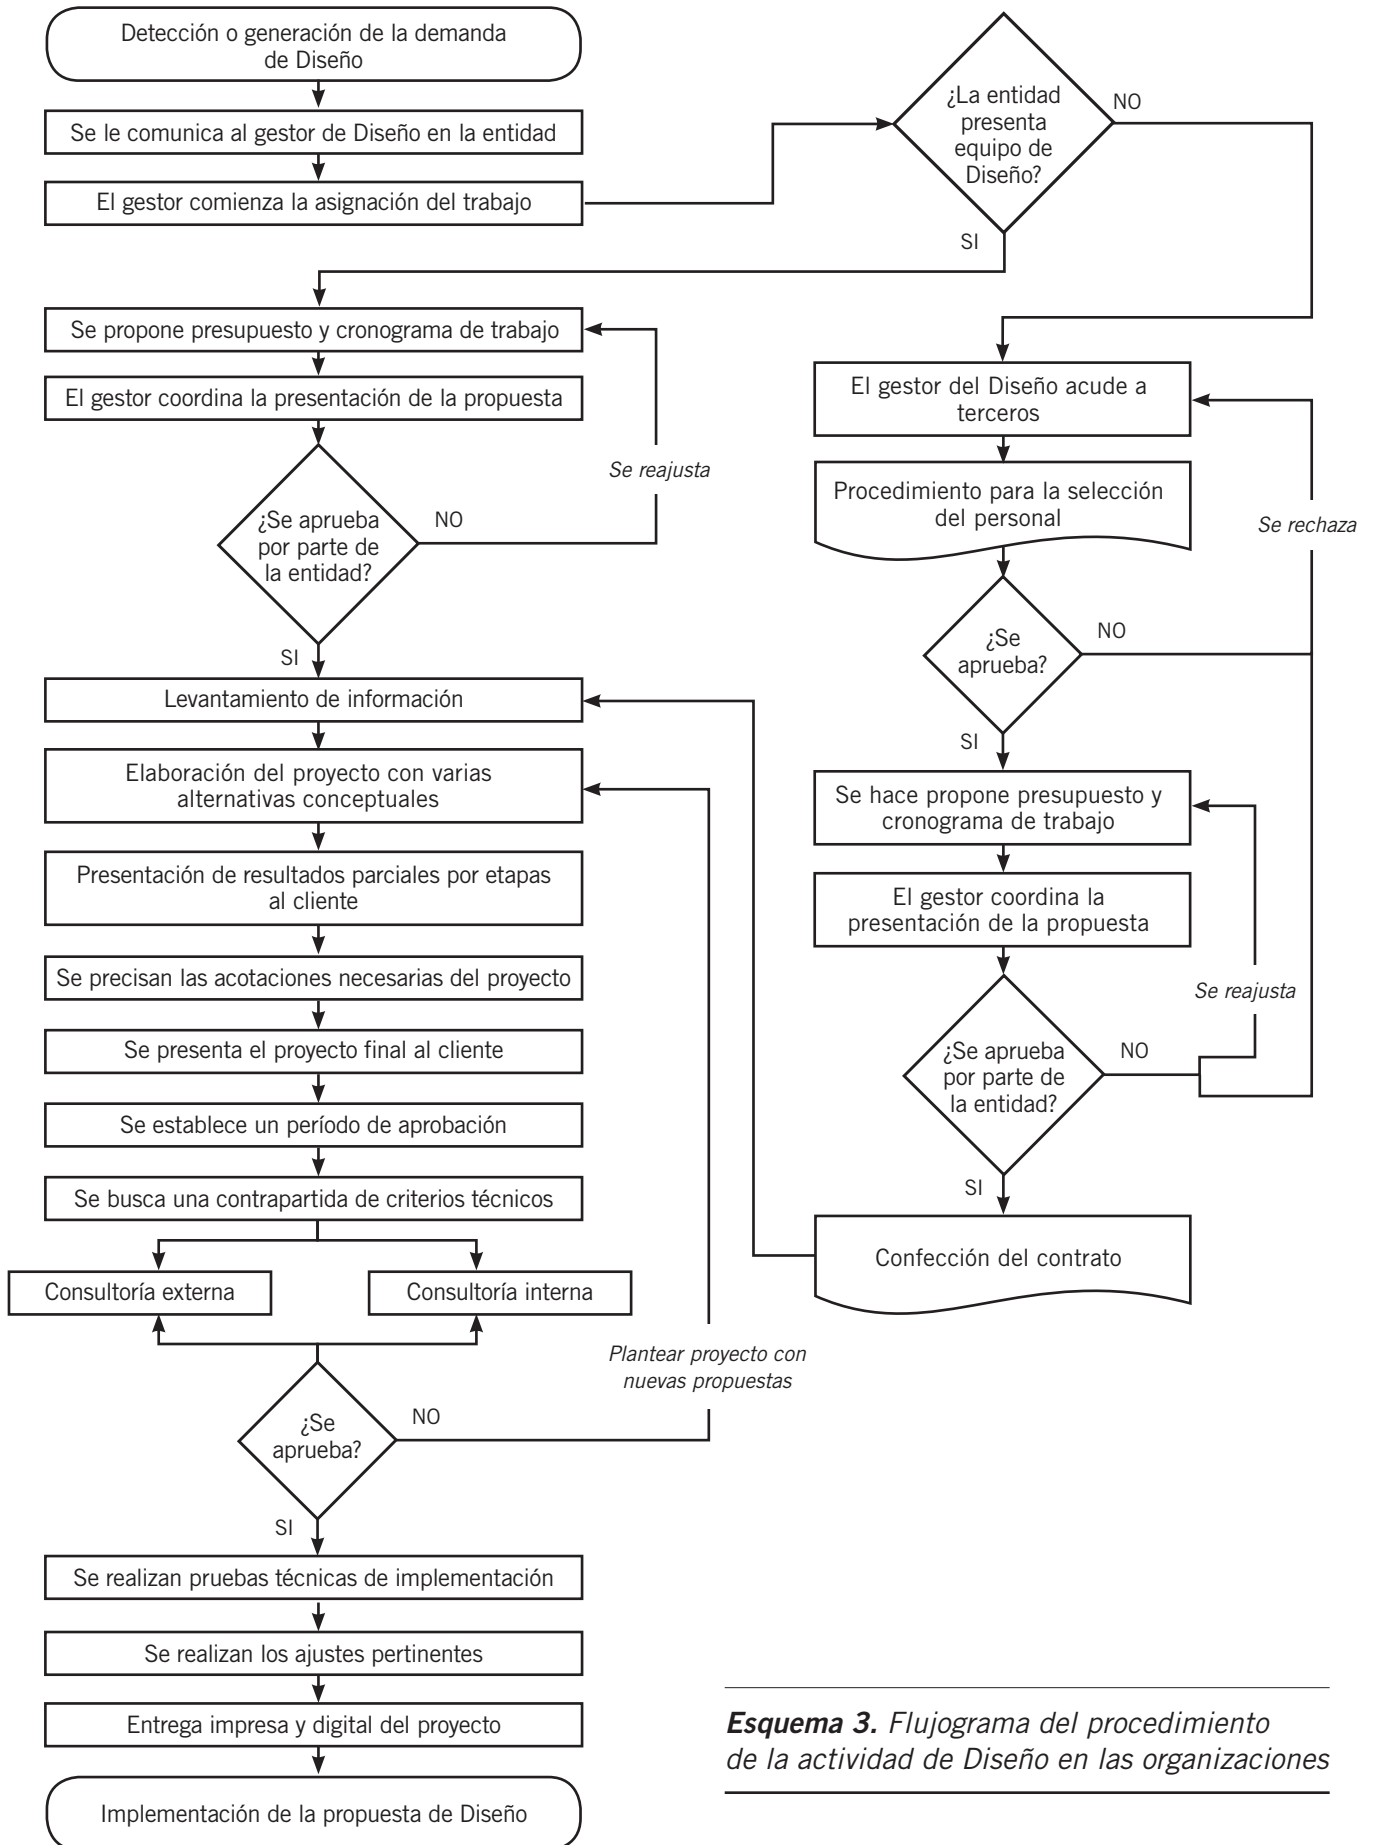 Detección o generación de la demanda
de Diseño
Se le comunica al gestor de Diseño en la entidad
El gestor comienza la asignación del trabajo
¿La entidad
presenta
equipo de
Diseño?
NO
SI
Se propone presupuesto y cronograma de trabajo
El gestor coordina la presentación de la propuesta
Se reajusta
¿Se aprueba
por parte de
la entidad?
NO
SI
El gestor del Diseño acude a
terceros
Procedimiento para la selección
del personal
Se rechaza
¿Se
aprueba?
NO
SI
Se hace propone presupuesto y
cronograma de trabajo
El gestor coordina la
presentación de la propuesta
Se reajusta
¿Se aprueba
por parte de
la entidad?
NO
SI
Confección del contrato
Levantamiento de información
Elaboración del proyecto con varias
alternativas conceptuales
Presentación de resultados parciales por etapas
al cliente
Se precisan las acotaciones necesarias del proyecto
Se presenta el proyecto final al cliente
Se establece un período de aprobación
Se busca una contrapartida de criterios técnicos
Consultoría externa
Consultoría interna
Plantear proyecto con
nuevas propuestas
¿Se
aprueba?
NO
SI
Se realizan pruebas técnicas de implementación
Se realizan los ajustes pertinentes
Entrega impresa y digital del proyecto
Implementación de la propuesta de Diseño
Esquema 3. Flujograma del procedimiento
de la actividad de Diseño en las organizaciones